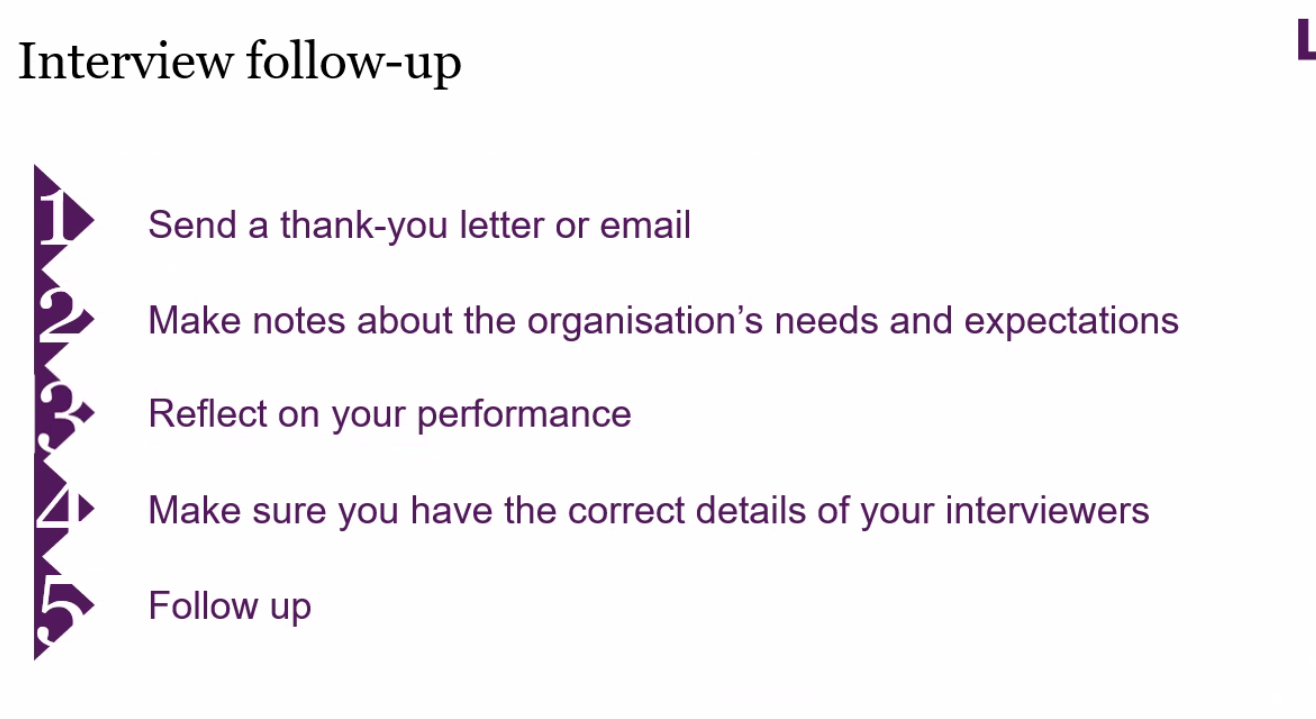 Interview follow-up
L
1 Send a thank-you letter or email
2 Make notes about the organisation’s needs and expectations
3 Reflect on your performance
4 Make sure you have the correct details of your interviewers
5 Follow up